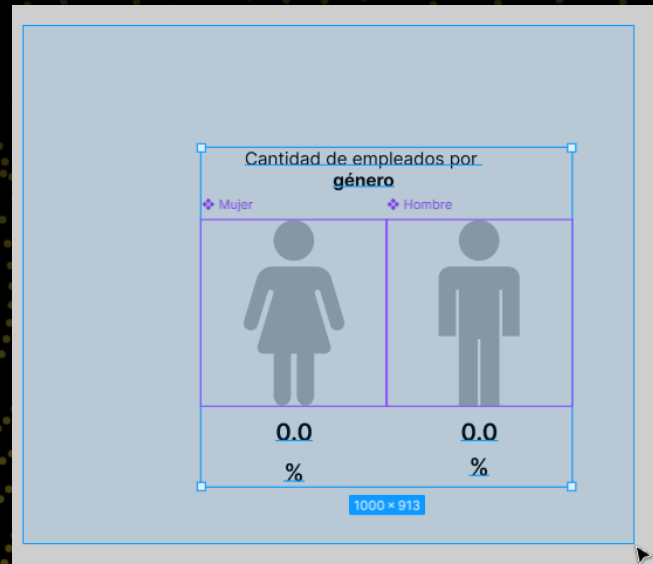 Cantidad de empleados por
género
Mujer Hombre
0.0 0.0
% %
1000 × 913